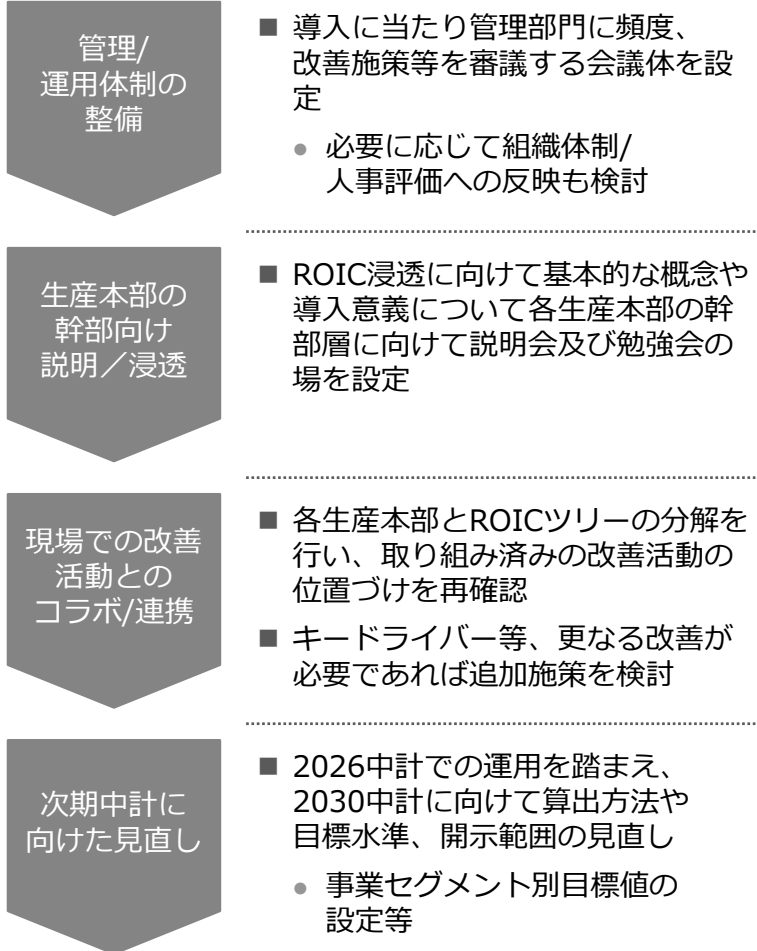 管理/
運用体制の
整備
■ 導入に当たり管理部門に頻度、
改善施策等を審議する会議体を設
定
● 必要に応じて組織体制/
人事評価への反映も検討
生産本部の
幹部向け
説明／浸透
■ ROIC浸透に向けて基本的な概念や
導入意義について各生産本部の幹
部層に向けて説明会及び勉強会の
場を設定
現場での改善
活動との
コラボ/連携
■ 各生産本部とROICツリーの分解を
行い、取り組み済みの改善活動の
位置づけを再確認
■ キードライバー等、更なる改善が
必要であれば追加施策を検討
次期中計に
向けた見直し
■ 2026中計での運用を踏まえ、
2030中計に向けて算出方法や
目標水準、開示範囲の見直し
● 事業セグメント別目標値の
設定等